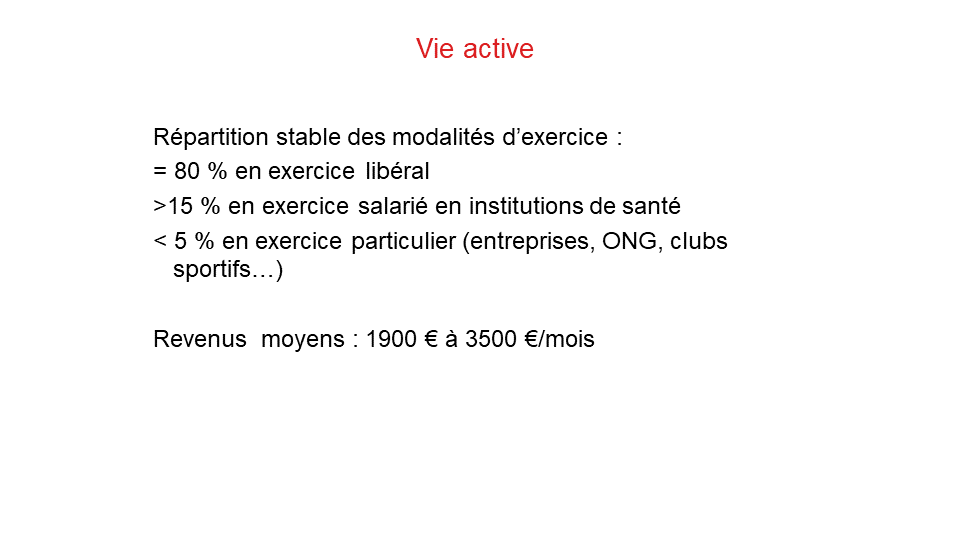 Vie active
Répartition stable des modalités d’exercice :
= 80 % en exercice libéral
>15 % en exercice salarié en institutions de santé
< 5 % en exercice particulier (entreprises, ONG, clubs
sportifs…)
Revenus  moyens : 1900 € à 3500 €/mois